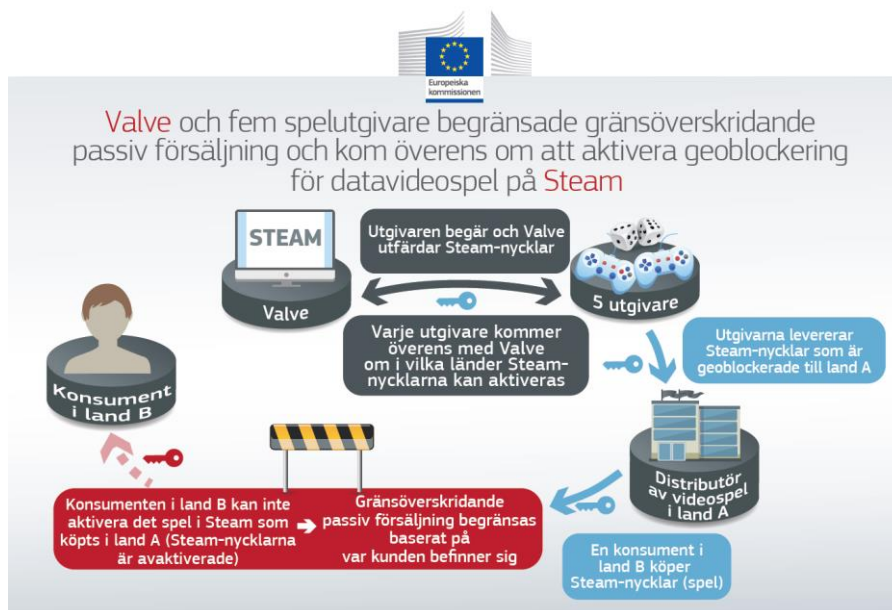 Europeiska
kommissionen
Valve och fem spelutgivare begränsade gränsöverskridande
passiv försäljning och kom överens om att aktivera geoblockering
för datavideospel på Steam
STEAM
Valve
Utgivaren begär och Valve
utfärdar Steam-nycklar
5 utgivare
Varje utgivare kommer
överens med Valve
om i vilka länder Steam-
nycklarna kan aktiveras
Utgivarna levererar
Steam-nycklar som är
geoblockerade till land A
Konsument
i land B
Distributör
av videospel
i land A
Konsumenten i land B kan inte
aktivera det spel i Steam som
köpts i land A (Steam-nycklarna
är avaktiverade)
Gränsöverskridande
passiv försäljning begränsas
baserat på
var kunden befinner sig
En konsument i
land B köper
Steam-nycklar (spel)